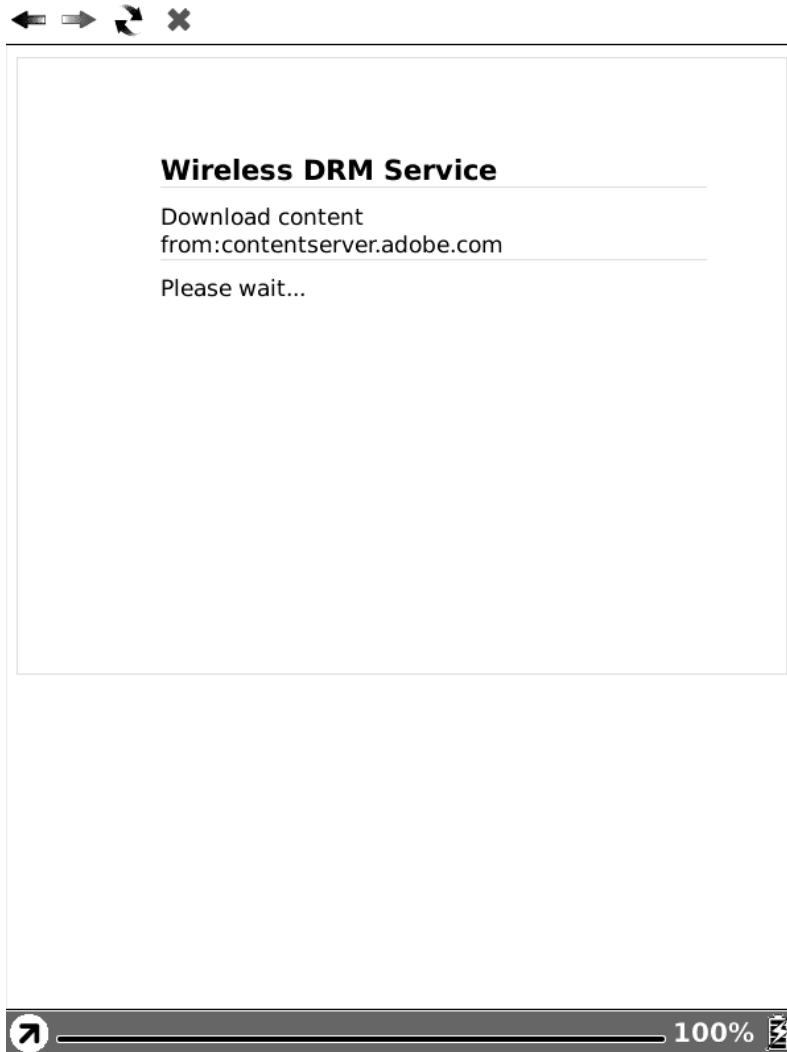 Wireless DRM Service
Download content
from:contentserver.adobe.com
Please wait...
100%